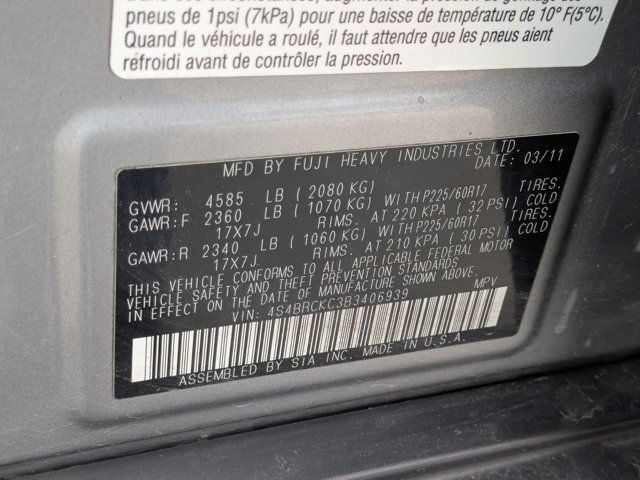 pneus de 1psi (7kPa) pour une baisse de température de 10°F(5°C).
Quand le véhicule a roulé, il faut attendre que les pneus aient
refroidi avant de contrôler la pression.
MFD BY FUJI HEAVY INDUSTRIES LTD.
DATE: 03/11
GVWR: 4585 LB ( 2080 KG)
GAWR:F 2360 LB ( 1070 KG) WITH P225/60R17 TIRES.
17X7J RIMS. AT 220 KPA ( 32 PSI) COLD
GAWR:R 2340 LB ( 1060 KG) WITH P225/60R17 TIRES.
17X7J RIMS. AT 210 KPA ( 30 PSI) COLD
THIS VEHICLE CONFORMS TO ALL APPLICABLE FEDERAL MOTOR
VEHICLE SAFETY AND THEFT PREVENTION STANDARDS
IN EFFECT ON THE DATE OF MANUFACTURE SHOWN ABOVE.
VIN: 4S4BRCKC3B3406939 MPV
ASSEMBLED BY SIA INC. MADE IN U.S.A.